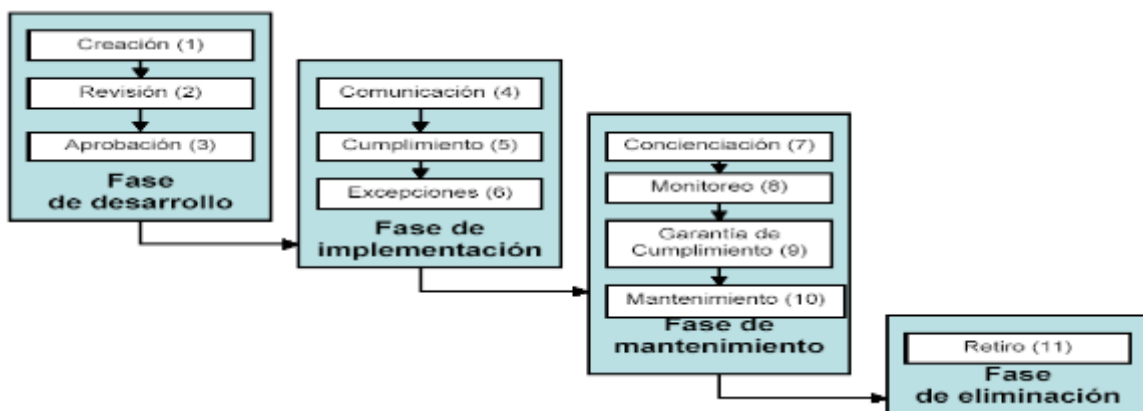 Creación (1)
Revisión (2)
Aprobación (3)
Fase
de desarrollo
Comunicación (4)
Cumplimiento (5)
Excepciones (6)
Fase de
implementación
Concienciación (7)
Monitoreo (8)
Garantía de
Cumplimiento (9)
Mantenimiento (10)
Fase de
mantenimiento
Retiro (11)
Fase
de eliminación